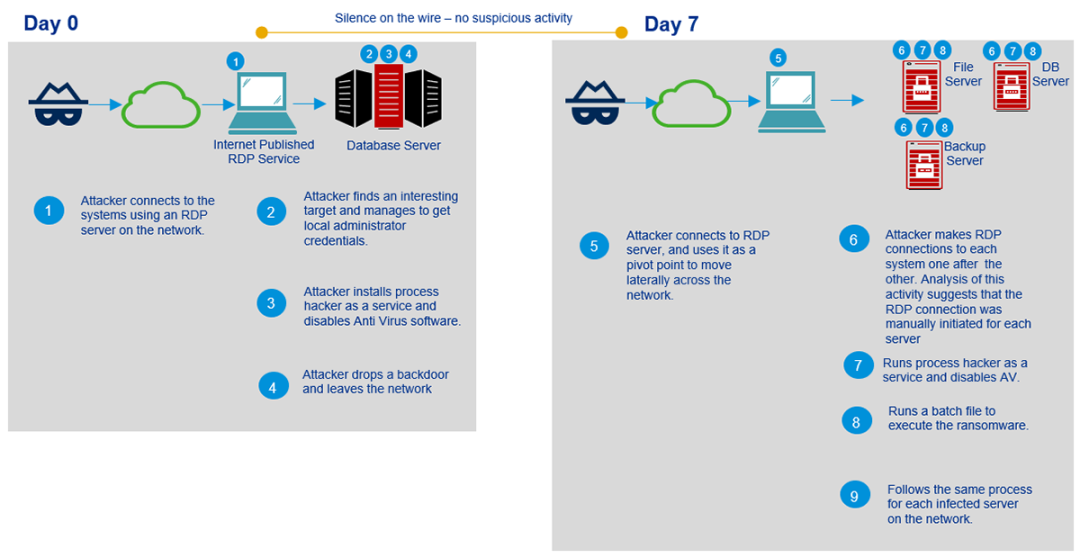 Day 0
Silence on the wire – no suspicious activity
Day 7
1
2 3 4
Internet Published
RDP Service
Database Server
1
Attacker connects to the
systems using an RDP
server on the network.
2
Attacker finds an interesting
target and manages to get
local administrator
credentials.
3
Attacker installs process
hacker as a service and
disables Anti Virus software.
4
Attacker drops a backdoor
and leaves the network
5
6 7 8
File
Server
6 7 8
DB
Server
6 7 8
Backup
Server
5
Attacker connects to RDP
server, and uses it as a
pivot point to move
laterally across the
network.
6
Attacker makes RDP
connections to each
system one after the
other. Analysis of this
activity suggests that the
RDP connection was
manually initiated for each
server
7
Runs process hacker as a
service and disables AV.
8
Runs a batch file to
execute the ransomware.
9
Follows the same process
for each infected server
on the network.